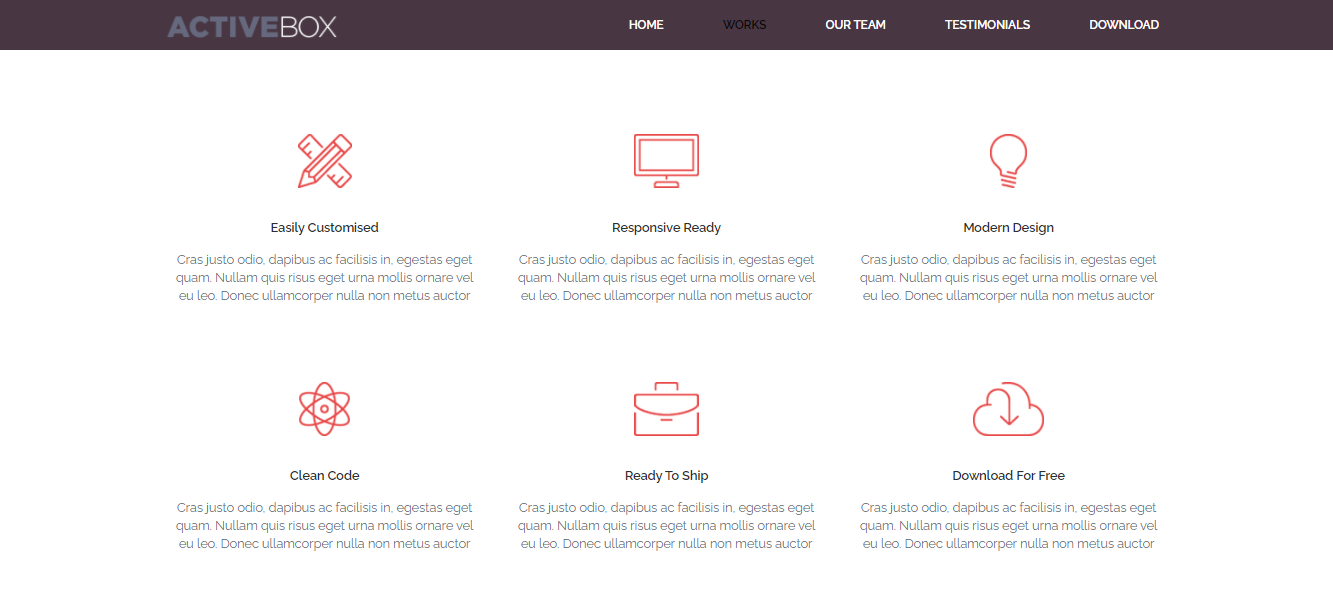 ACTIVEBOX
HOME WORKS OUR TEAM TESTIMONIALS DOWNLOAD
Easily Customised
Cras justo odio, dapibus ac facilisis in, egestas eget
quam. Nullam quis risus eget urna mollis ornare vel
eu leo. Donec ullamcorper nulla non metus auctor
Responsive Ready
Cras justo odio, dapibus ac facilisis in, egestas eget
quam. Nullam quis risus eget urna mollis ornare vel
eu leo. Donec ullamcorper nulla non metus auctor
Modern Design
Cras justo odio, dapibus ac facilisis in, egestas eget
quam. Nullam quis risus eget urna mollis ornare vel
eu leo. Donec ullamcorper nulla non metus auctor
Clean Code
Cras justo odio, dapibus ac facilisis in, egestas eget
quam. Nullam quis risus eget urna mollis ornare vel
eu leo. Donec ullamcorper nulla non metus auctor
Ready To Ship
Cras justo odio, dapibus ac facilisis in, egestas eget
quam. Nullam quis risus eget urna mollis ornare vel
eu leo. Donec ullamcorper nulla non metus auctor
Download For Free
Cras justo odio, dapibus ac facilisis in, egestas eget
quam. Nullam quis risus eget urna mollis ornare vel
eu leo. Donec ullamcorper nulla non metus auctor